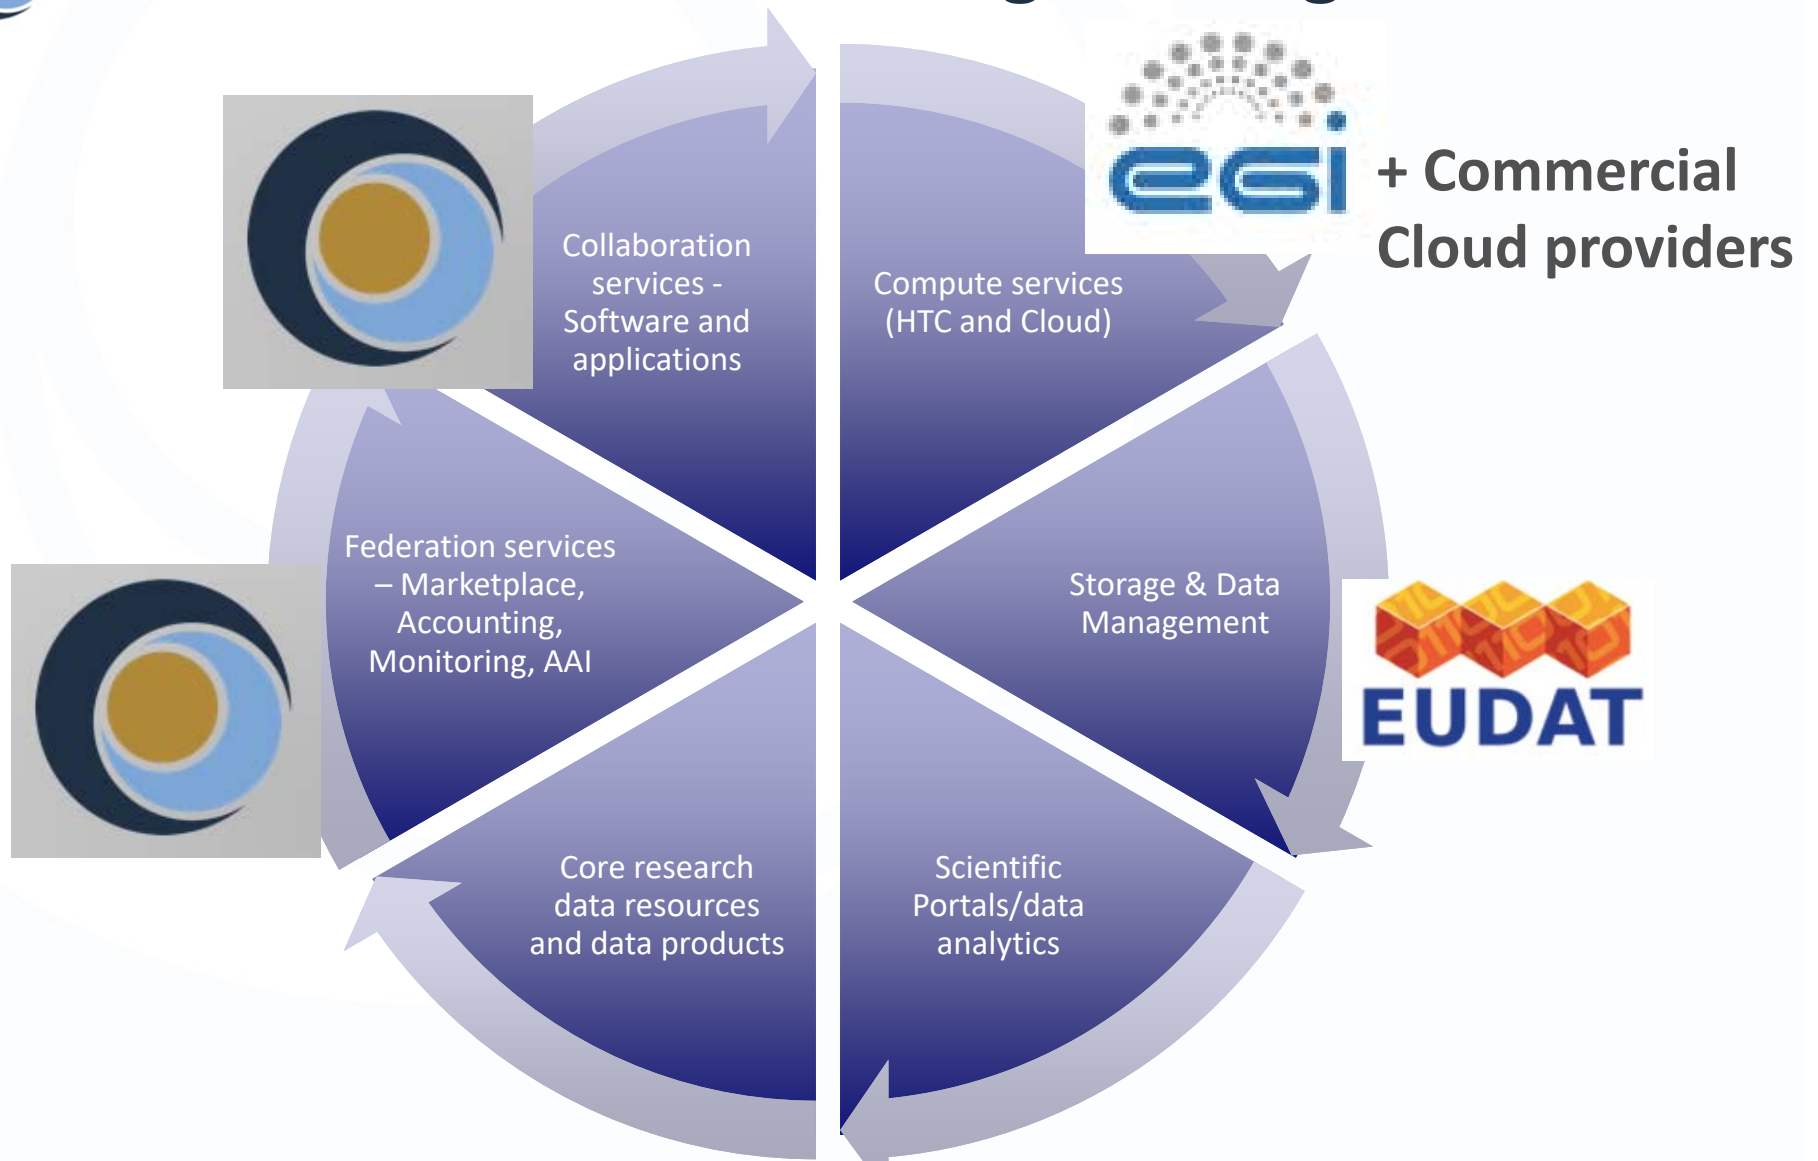 egi
+ Commercial
Cloud providers
Collaboration
services -
Software and
applications
Compute services
(HTC and Cloud)
Federation services
– Marketplace,
Accounting,
Monitoring, AAI
Storage & Data
Management
EUDAT
Core research
data resources
and data products
Scientific
Portals/data
analytics